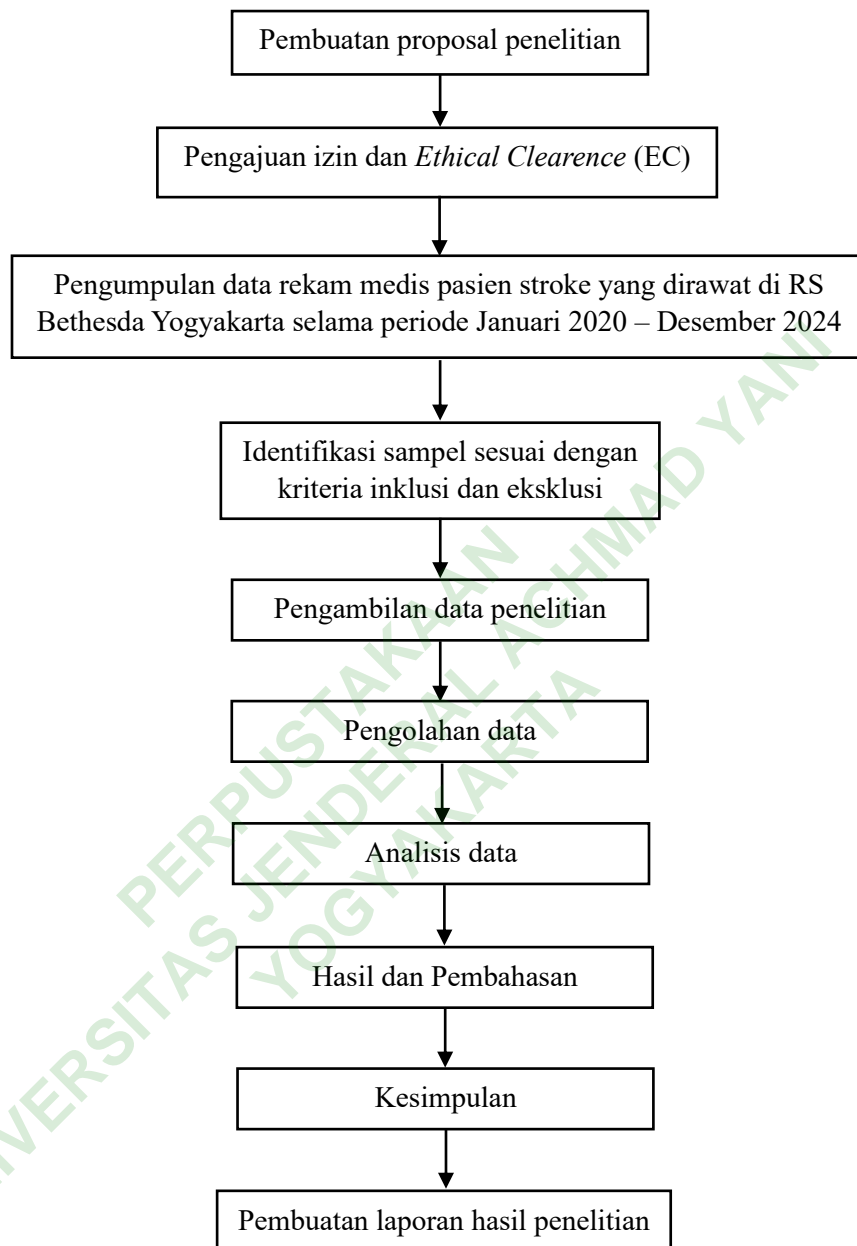 Pembuatan proposal penelitian
Pengajuan izin dan Ethical Clearence (EC)
Pengumpulan data rekam medis pasien stroke yang dirawat di RS
Bethesda Yogyakarta selama periode Januari 2020 – Desember 2024
Identifikasi sampel sesuai dengan
kriteria inklusi dan eksklusi
Pengambilan data penelitian
Pengolahan data
Analisis data
Hasil dan Pembahasan
Kesimpulan
Pembuatan laporan hasil penelitian
PERPUSTAKAAN
IVERSITAS JENDERAL ACHMAD YANI
YOGYAKARTA